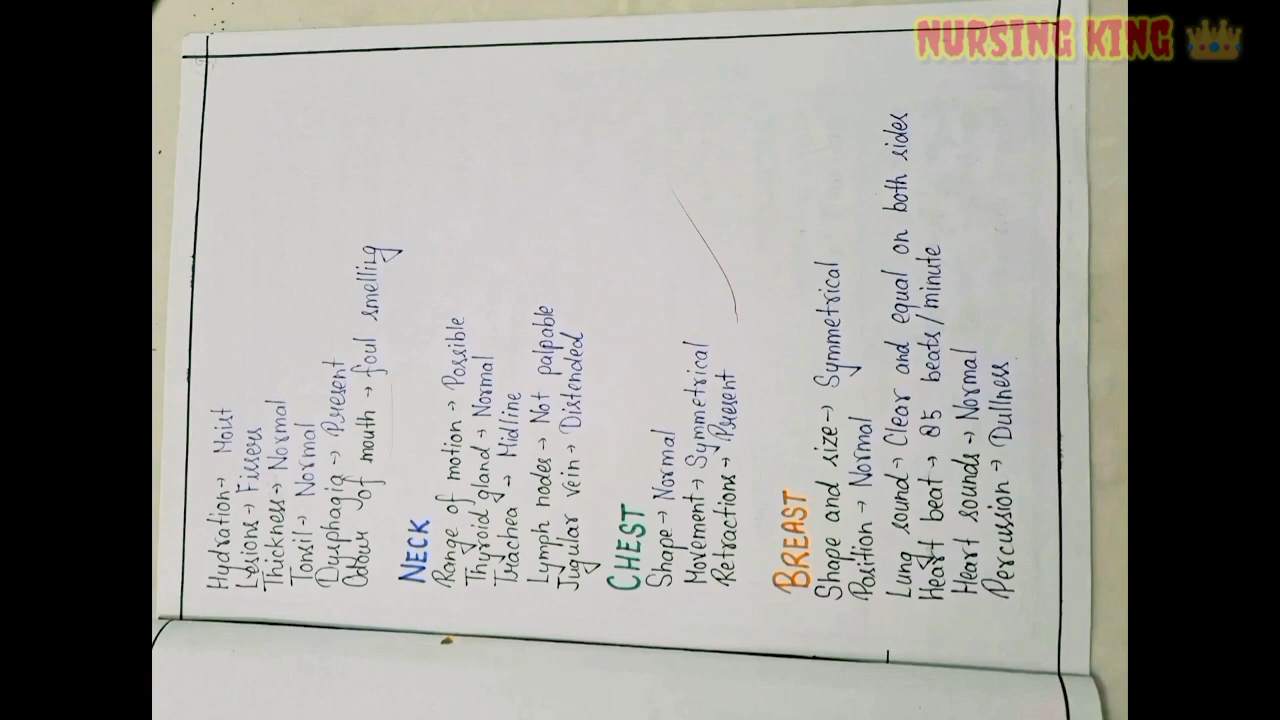 NURSING KING
Hydration → Moist
Lesions → Fissers
Thickness → Normal
Tonsil → Normal
Dusphagia → Present
Odour of mouth → foul smelling
NECK
Range of motion → Possible
Thyroid gland → Normal
Trachea → Midline
Lymph nodes → Not palpable
Jugular vein → Distended
CHEST
Shape → Normal
Movement → Symmetrical
Retractions → Present
BREAST
Shape and size → Symmetrical
Position → Normal
Lung sound → Clear and equal on both sides
Heart beat → 85 beats/minute
Heart sounds → Normal
Percussion → Dullness